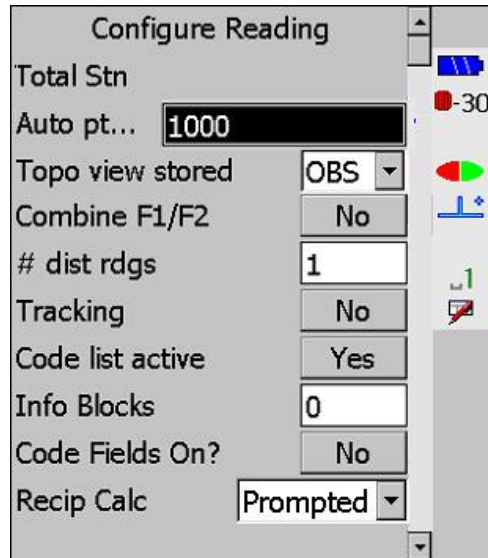 Configure Reading
Total Stn
Auto pt... 1000
Topo view stored OBS
Combine F1/F2 No
# dist rdgs 1
Tracking No
Code list active Yes
Info Blocks 0
Code Fields On? No
Recip Calc Prompted
-30
1